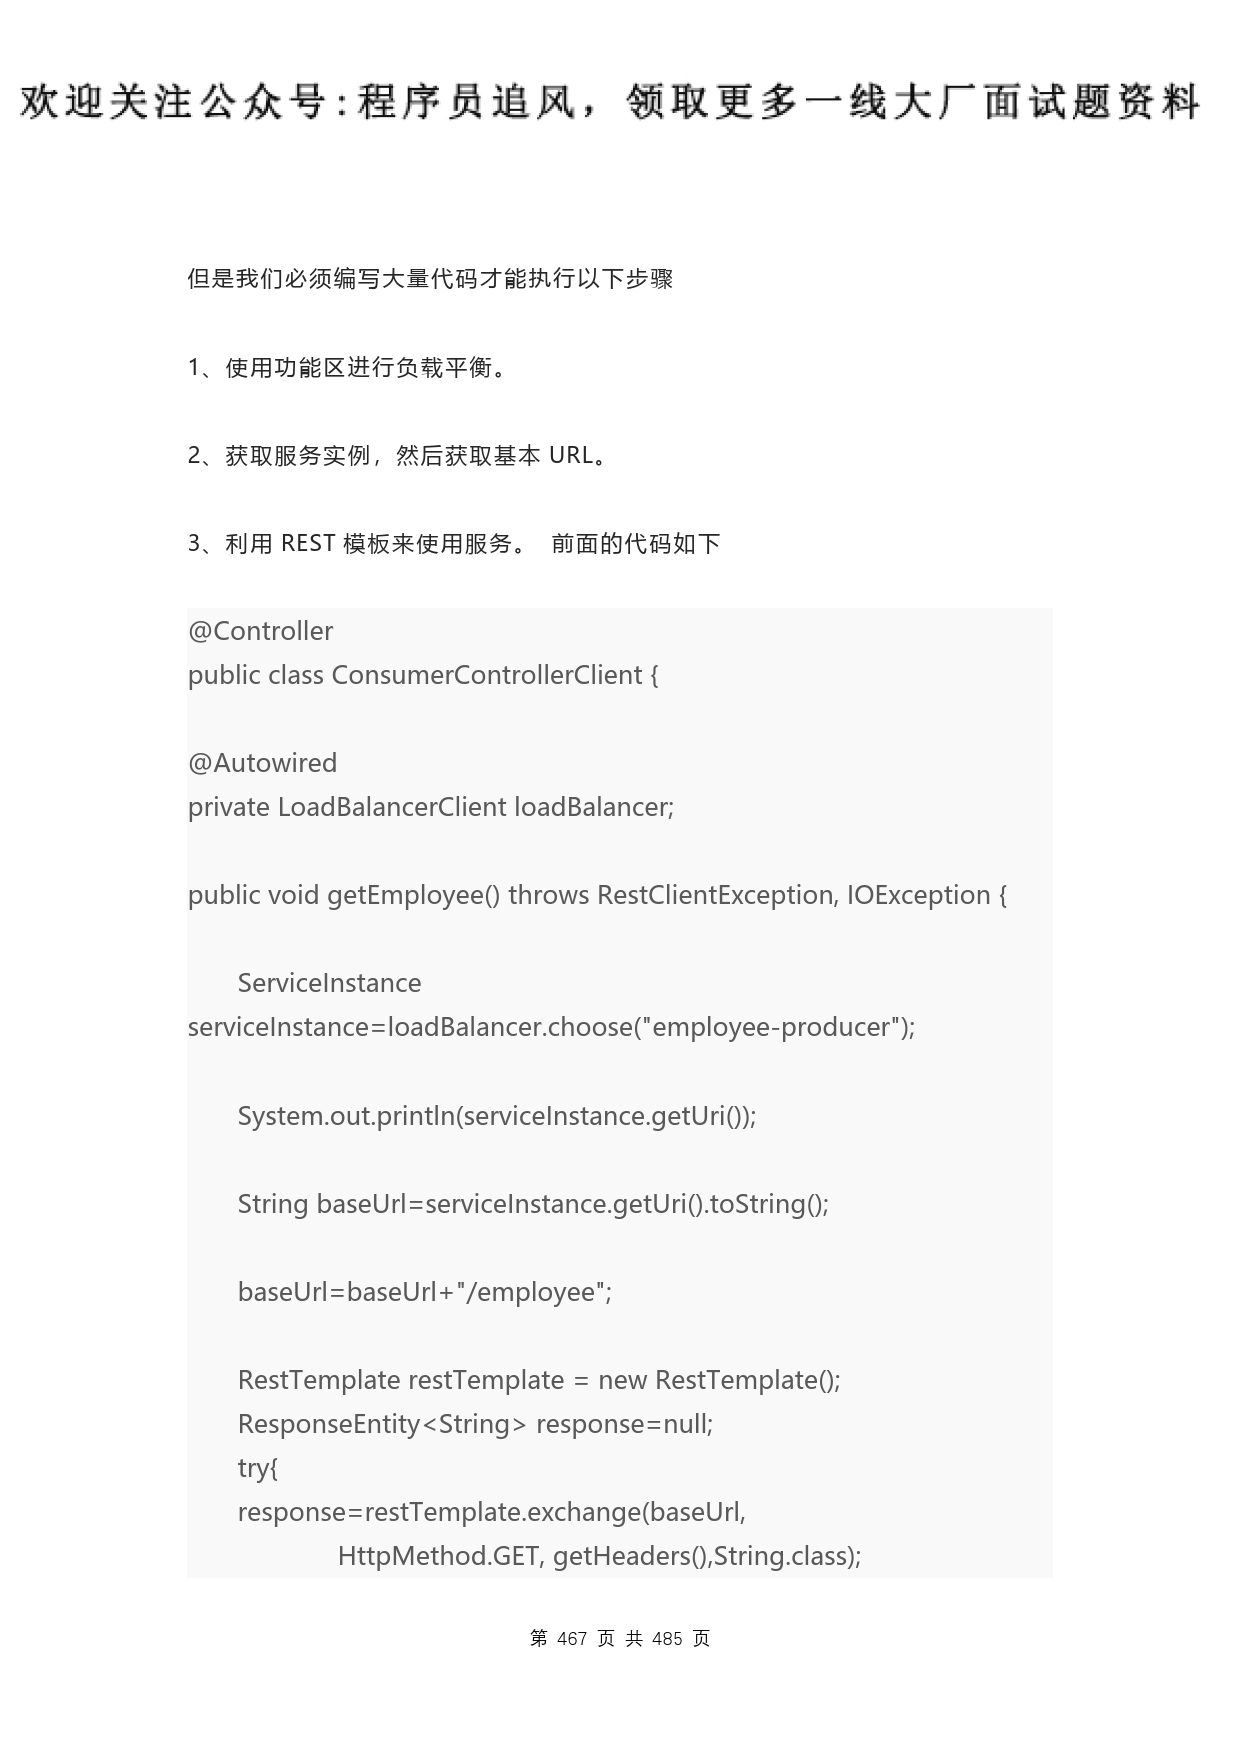 欢迎关注公众号:程序员追风，领取更多一线大厂面试题资料
但是我们必须编写大量代码才能执行以下步骤
1、使用功能区进行负载平衡。
2、获取服务实例，然后获取基本 URL。
3、利用 REST 模板来使用服务。 前面的代码如下
@Controller
public class ConsumerControllerClient {
@Autowired
private LoadBalancerClient loadBalancer;
public void getEmployee() throws RestClientException, IOException {
ServiceInstance
serviceInstance=loadBalancer.choose("employee-producer");
System.out.println(serviceInstance.getUri());
String baseUrl=serviceInstance.getUri().toString();
baseUrl=baseUrl+"/employee";
RestTemplate restTemplate = new RestTemplate();
ResponseEntity<String> response=null;
try{
response=restTemplate.exchange(baseUrl,
HttpMethod.GET, getHeaders(),String.class);
第 467 页 共 485 页